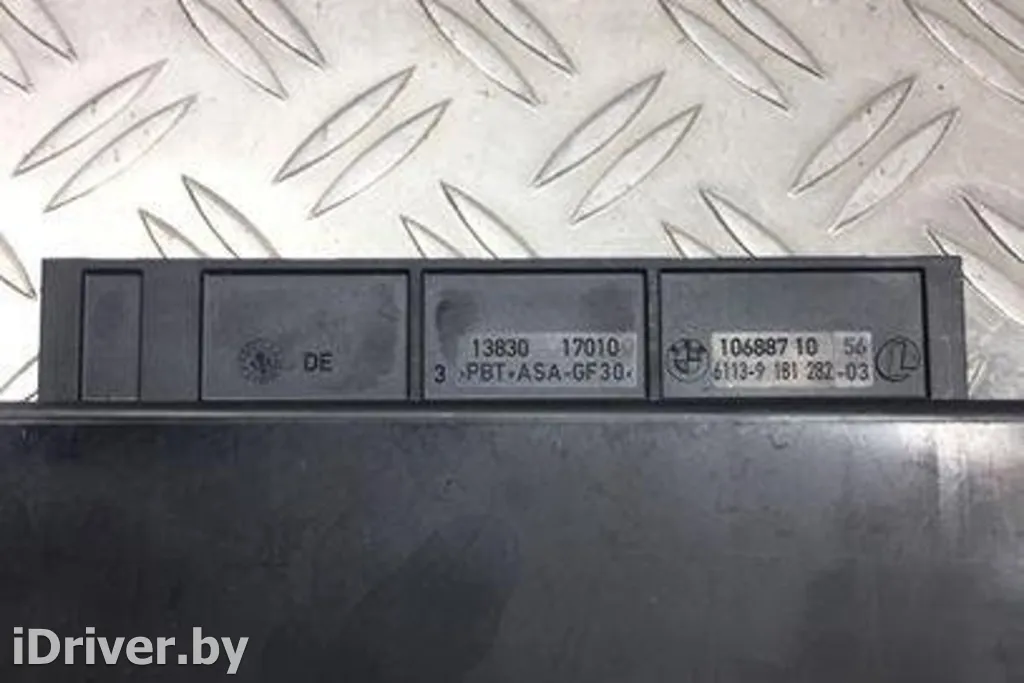 DE
13830 17010
3 >PBT+ASA-GF30<
10688710 56
6113-9 181 282-03
iDriver.by